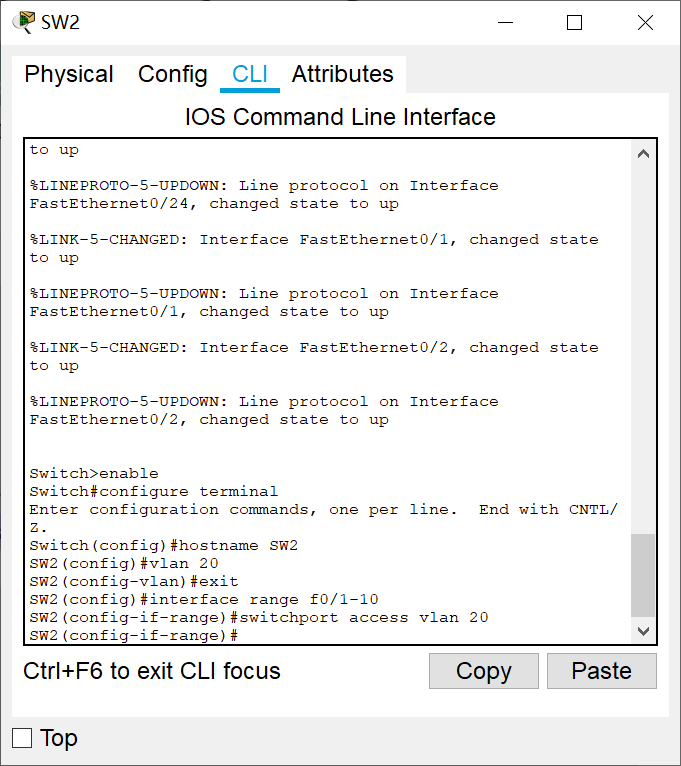 SW2
Physical Config CLI Attributes
IOS Command Line Interface
to up
%LINEPROTO-5-UPDOWN: Line protocol on Interface
FastEthernet0/24, changed state to up
%LINK-5-CHANGED: Interface FastEthernet0/1, changed state
to up
%LINEPROTO-5-UPDOWN: Line protocol on Interface
FastEthernet0/1, changed state to up
%LINK-5-CHANGED: Interface FastEthernet0/2, changed state
to up
%LINEPROTO-5-UPDOWN: Line protocol on Interface
FastEthernet0/2, changed state to up
Switch>enable
Switch#configure terminal
Enter configuration commands, one per line.  End with CNTL/
Z.
Switch(config)#hostname SW2
SW2(config)#vlan 20
SW2(config-vlan)#exit
SW2(config)#interface range f0/1-10
SW2(config-if-range)#switchport access vlan 20
SW2(config-if-range)#
Ctrl+F6 to exit CLI focus
Copy
Paste
Top